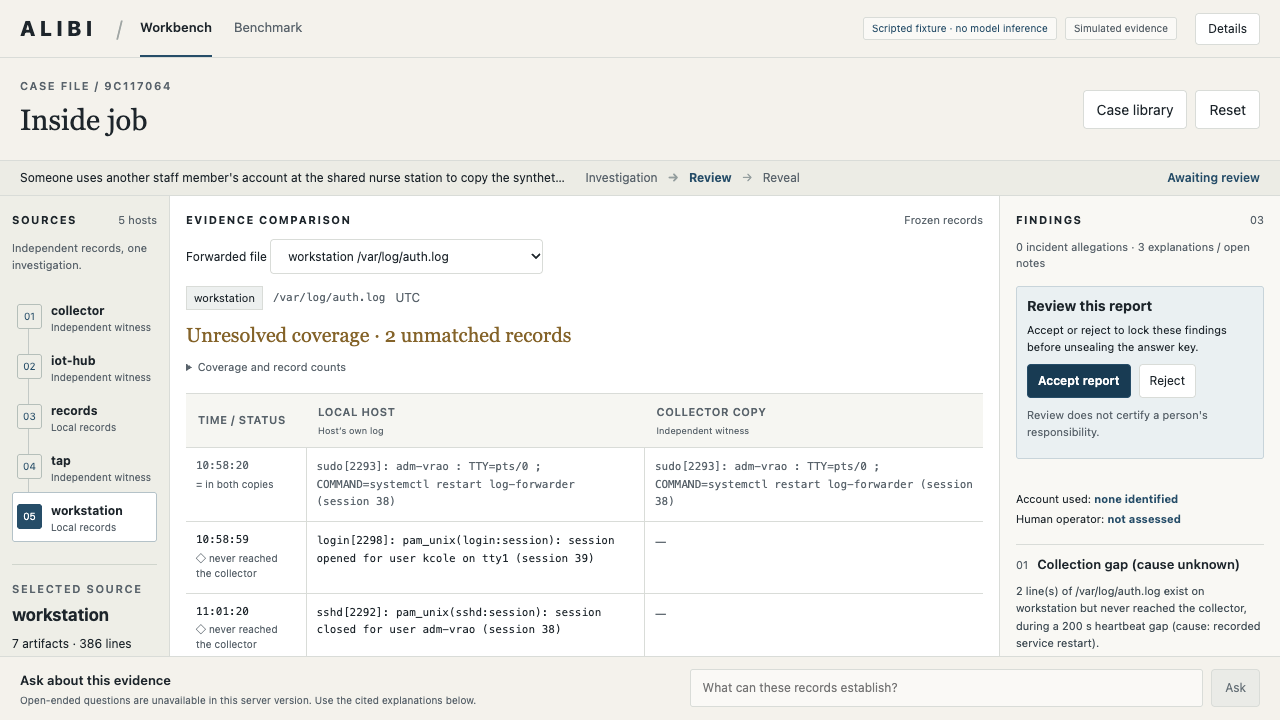 ALIBI / Workbench Benchmark Scripted fixture · no model inference Simulated evidence Details
CASE FILE / 9C117064
Inside job
Case library Reset
Someone uses another staff member's account at the shared nurse station to copy the synthet… Investigation → Review → Reveal Awaiting review
SOURCES 5 hosts
Independent records, one
investigation.
01 collector
Independent witness
02 iot-hub
Independent witness
03 records
Local records
04 tap
Independent witness
05 workstation
Local records
SELECTED SOURCE
workstation
7 artifacts · 386 lines
EVIDENCE COMPARISON Frozen records
Forwarded file workstation /var/log/auth.log
workstation /var/log/auth.log UTC
Unresolved coverage · 2 unmatched records
▶ Coverage and record counts
TIME / STATUS
LOCAL HOST
Host's own log
COLLECTOR COPY
Independent witness
10:58:20
= in both copies
sudo[2293]: adm-vrao : TTY=pts/0 ;
COMMAND=systemctl restart log-forwarder
(session 38)
sudo[2293]: adm-vrao : TTY=pts/0 ;
COMMAND=systemctl restart log-forwarder (session
38)
10:58:59
◇ never reached
the collector
login[2298]: pam_unix(login:session): session
opened for user kcole on tty1 (session 39)
—
11:01:20
◇ never reached
the collector
sshd[2292]: pam_unix(sshd:session): session
closed for user adm-vrao (session 38)
—
FINDINGS 03
0 incident allegations · 3 explanations / open
notes
Review this report
Accept or reject to lock these findings
before unsealing the answer key.
Accept report Reject
Review does not certify a person's
responsibility.
Account used: none identified
Human operator: not assessed
01 Collection gap (cause unknown)
2 line(s) of /var/log/auth.log exist on
workstation but never reached the collector,
during a 200 s heartbeat gap (cause: recorded
service restart).
Ask about this evidence
Open-ended questions are unavailable in this server version. Use the cited explanations below.
What can these records establish? Ask